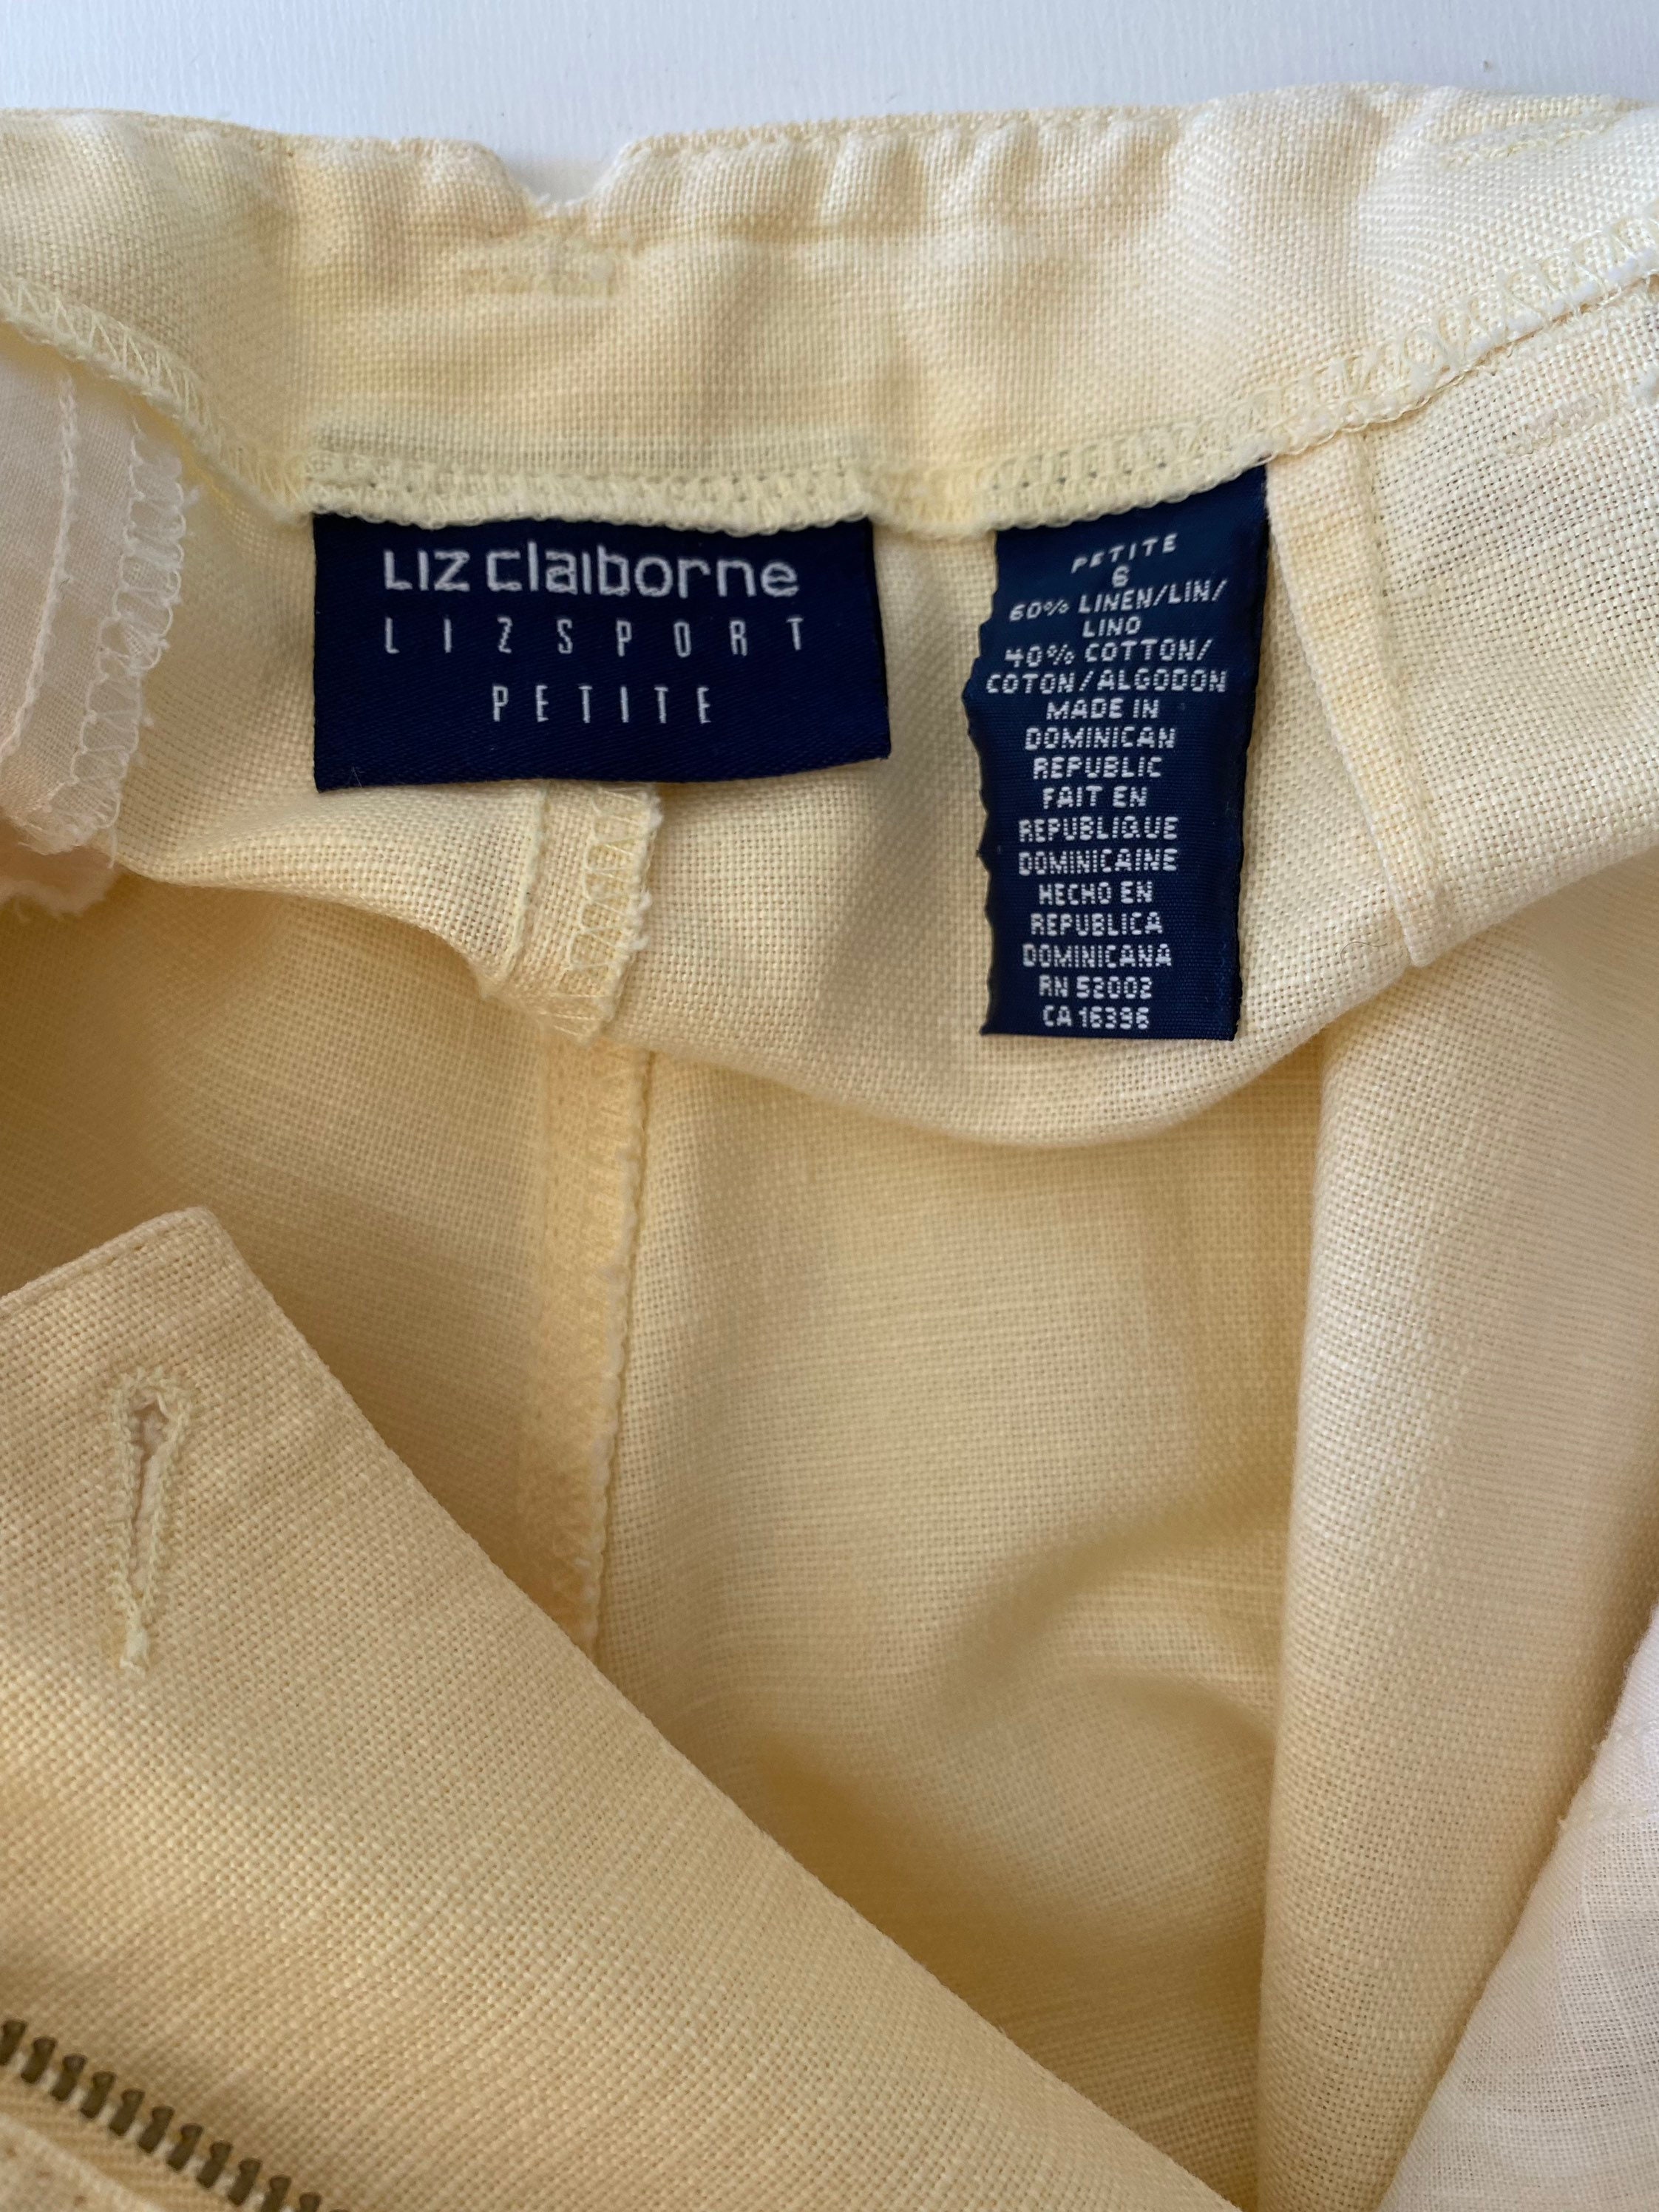 Liz claiborne
LIZSPORT
PETITE
PETITE
6
60% LINEN/LIN/
LINO
40% COTTON/
COTON/ALGODON
MADE IN
DOMINICAN
REPUBLIC
FAIT EN
REPUBLIQUE
DOMINICAINE
HECHO EN
REPUBLICA
DOMINICANA
RN 52002
CA 16396